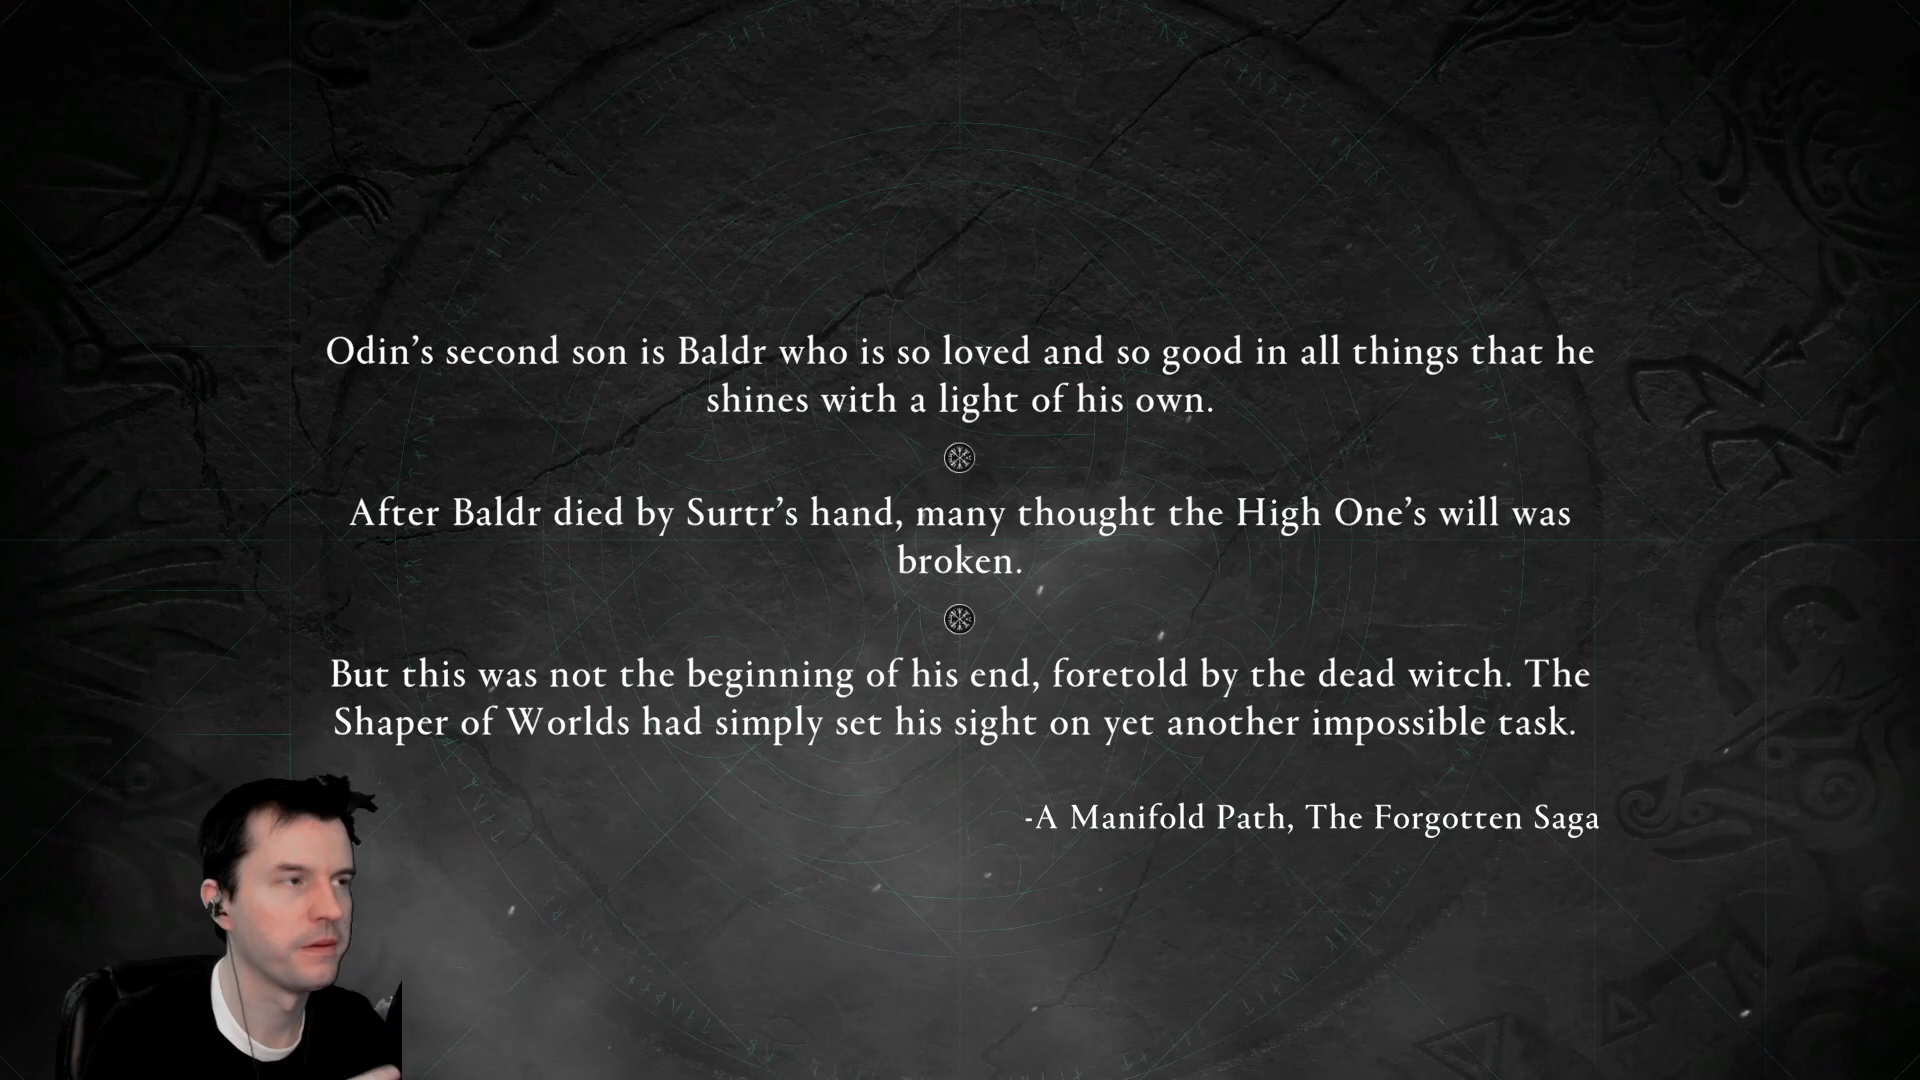 Odin’s second son is Baldr who is so loved and so good in all things that he
shines with a light of his own.
After Baldr died by Surtr’s hand, many thought the High One’s will was
broken.
But this was not the beginning of his end, foretold by the dead witch. The
Shaper of Worlds had simply set his sight on yet another impossible task.
-A Manifold Path, The Forgotten Saga